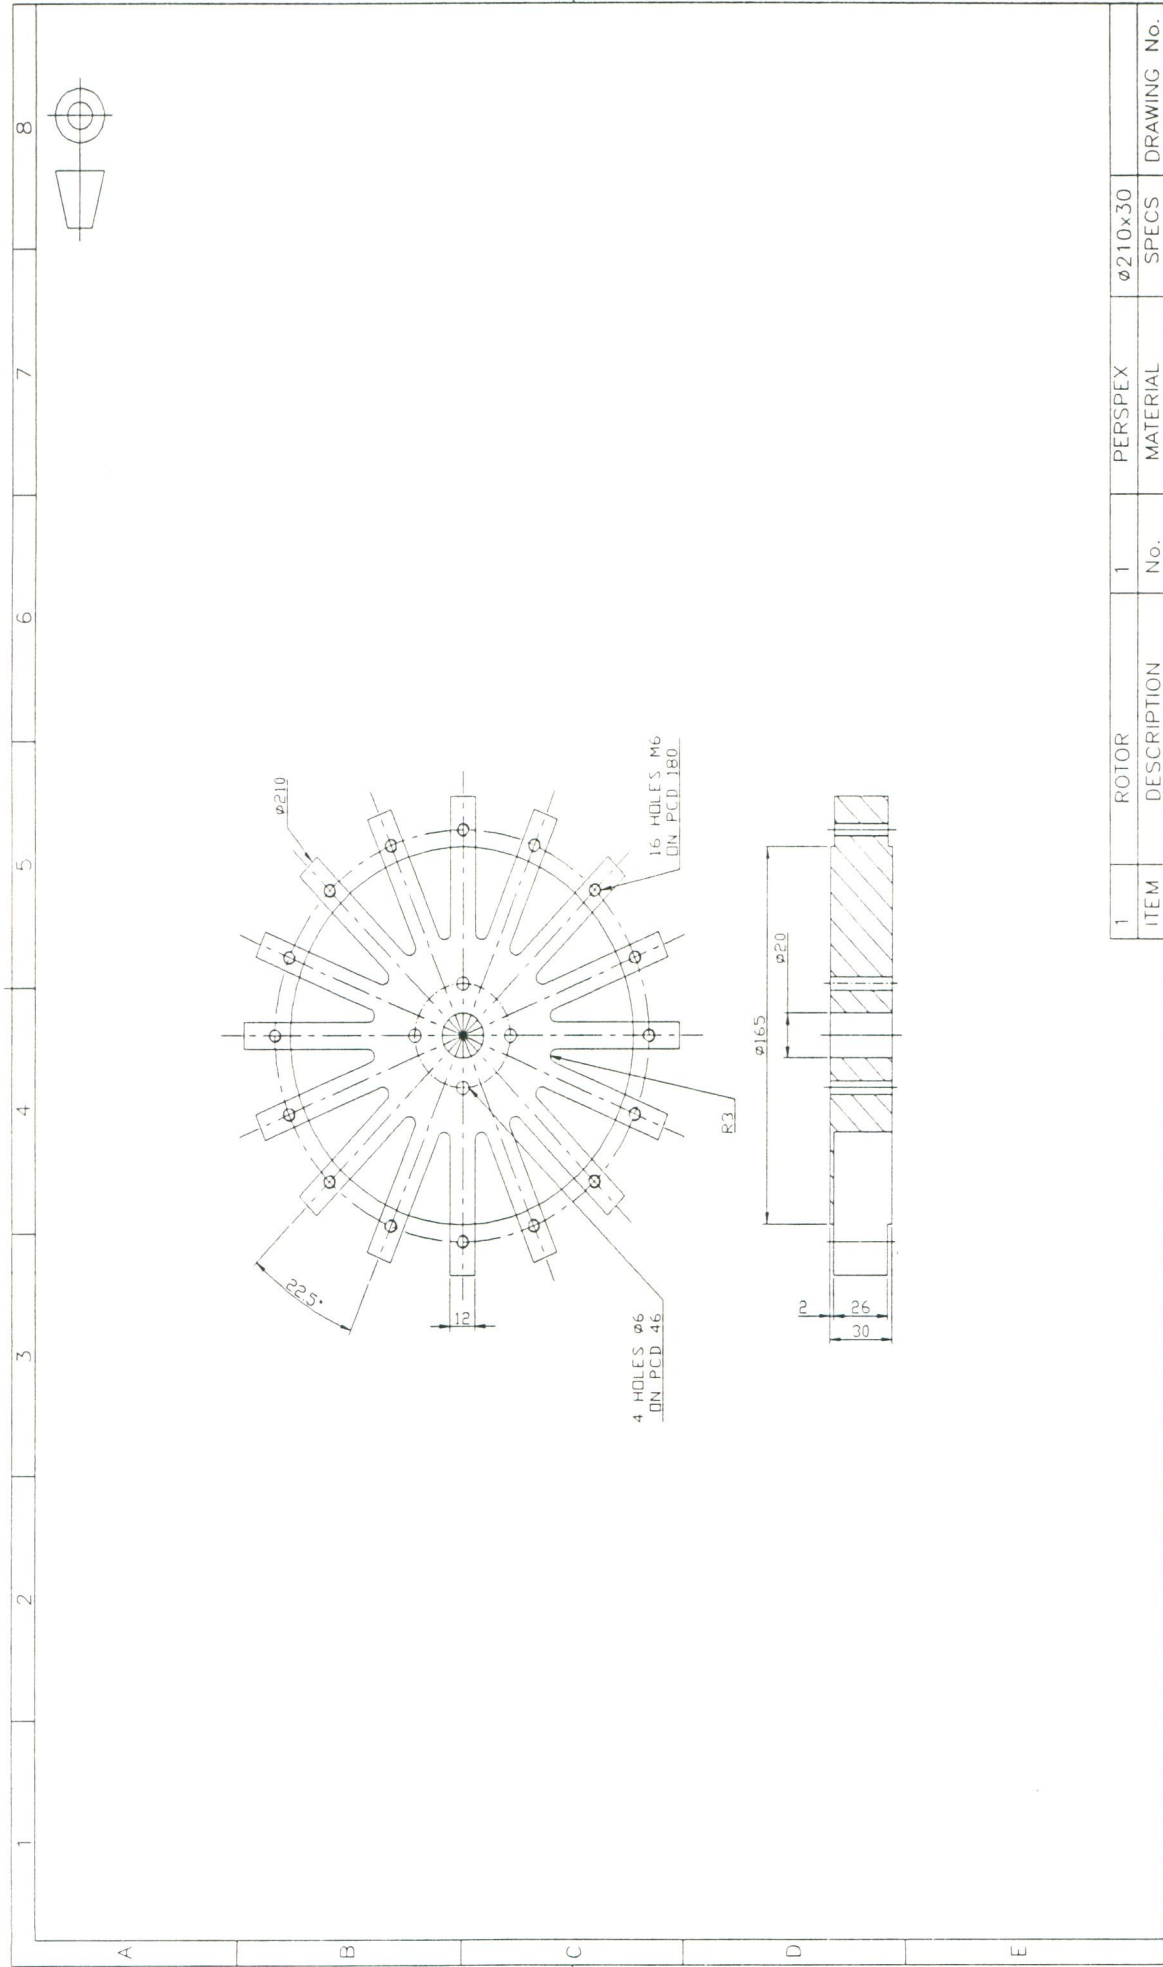 1 2 3 4 5 6 7 8
A
B
C
D
E
ø210
22.5°
12
16 HOLES M6
ON PCD 180
4 HOLES ø6
ON PCD 46
R3
ø165
ø20
2
26
30
1 ROTOR 1 PERSPEX ø210x30
ITEM DESCRIPTION No. MATERIAL SPECS DRAWING No.